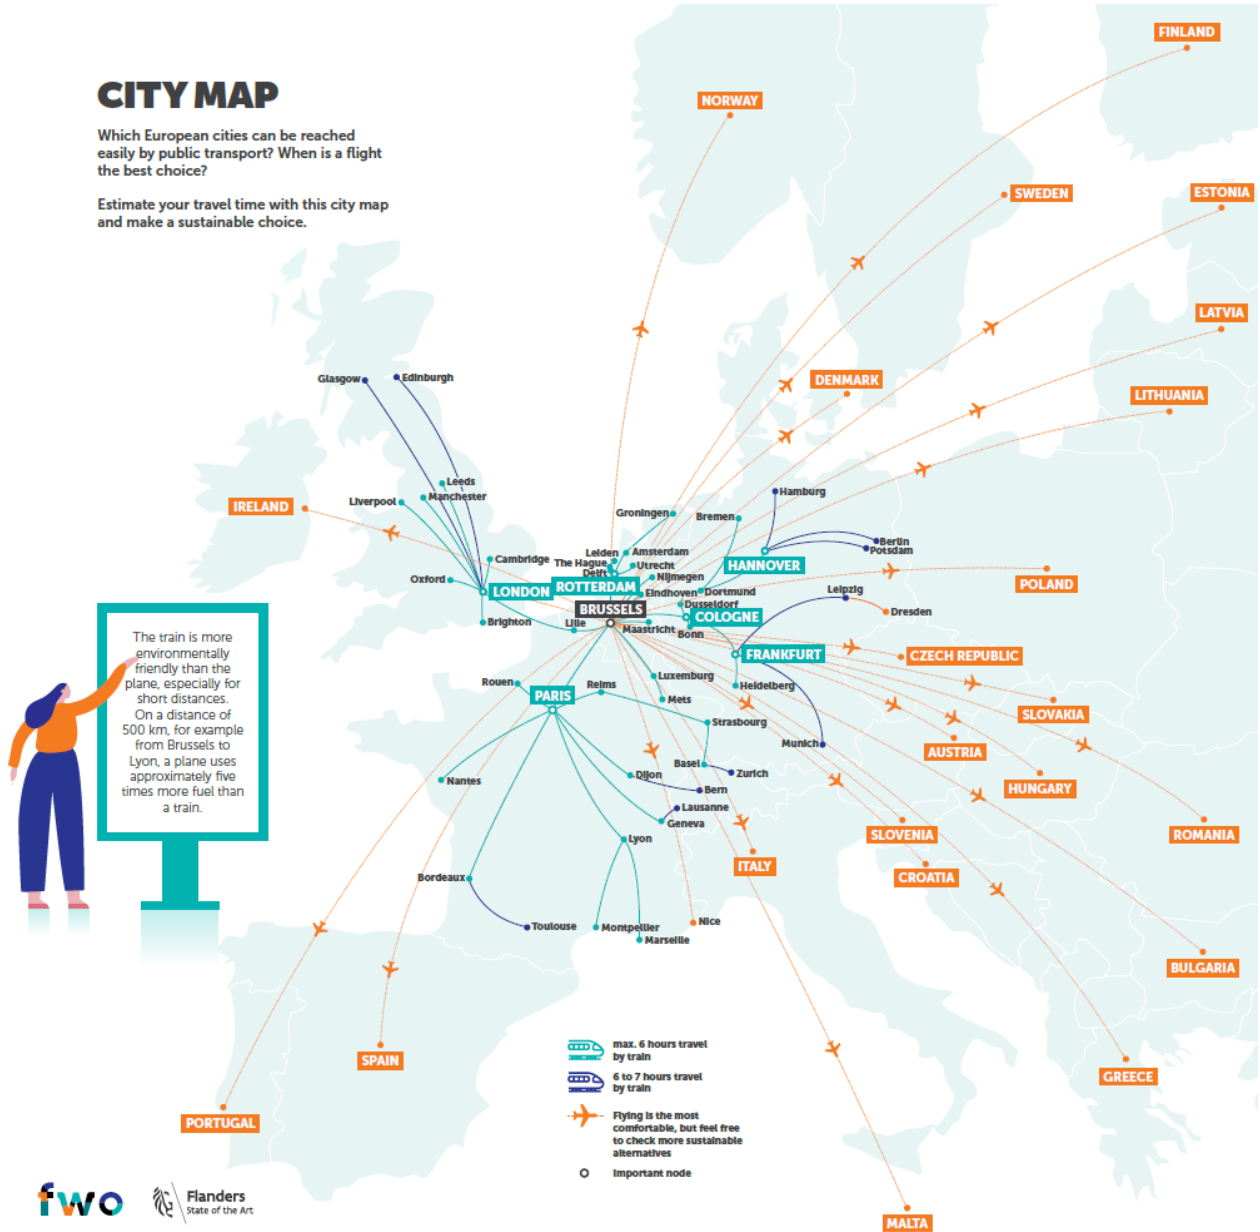 CITY MAP
Which European cities can be reached
easily by public transport? When is a flight
the best choice?
Estimate your travel time with this city map
and make a sustainable choice.
FINLAND
NORWAY
SWEDEN
ESTONIA
LATVIA
DENMARK
LITHUANIA
Glasgow
Edinburgh
Leeds
Manchester
Liverpool
IRELAND
Hamburg
Groningen
Bremen
Berlin
Potsdam
Leiden
Amsterdam
Cambridge
The Hague
Utrecht
HANNOVER
Delft
Nijmegen
Oxford
LONDON
ROTTERDAM
Eindhoven
Dortmund
POLAND
Leipzig
BRUSSELS
Dusseldorf
COLOGNE
Dresden
Brighton
Lille
Maastricht
Bonn
FRANKFURT
CZECH REPUBLIC
Luxemburg
Heidelberg
Rouen
Reims
PARIS
Mets
SLOVAKIA
Strasbourg
Munich
AUSTRIA
Basel
Zurich
Nantes
Dijon
Bern
HUNGARY
Lausanne
Geneva
SLOVENIA
ROMANIA
Lyon
ITALY
CROATIA
Bordeaux
Toulouse
Montpellier
Marseille
Nice
BULGARIA
SPAIN
GREECE
PORTUGAL
MALTA
The train is more
environmentally
friendly than the
plane, especially for
short distances.
On a distance of
500 km, for example
from Brussels to
Lyon, a plane uses
approximately five
times more fuel than
a train.
max. 6 hours travel
by train
6 to 7 hours travel
by train
Flying is the most
comfortable, but feel free
to check more sustainable
alternatives
Important node
fwo
Flanders
State of the Art